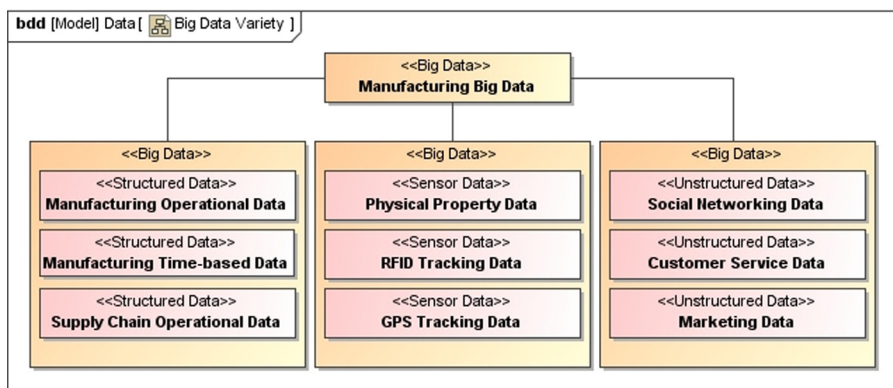 bdd [Model] Data [ Big Data Variety ]
<<Big Data>>
Manufacturing Big Data
<<Big Data>>
<<Structured Data>>
Manufacturing Operational Data
<<Structured Data>>
Manufacturing Time-based Data
<<Structured Data>>
Supply Chain Operational Data
<<Big Data>>
<<Sensor Data>>
Physical Property Data
<<Sensor Data>>
RFID Tracking Data
<<Sensor Data>>
GPS Tracking Data
<<Big Data>>
<<Unstructured Data>>
Social Networking Data
<<Unstructured Data>>
Customer Service Data
<<Unstructured Data>>
Marketing Data